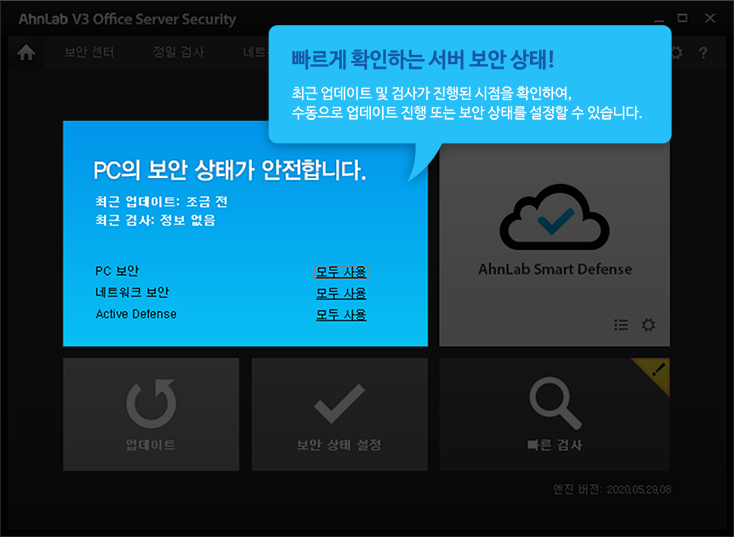 AhnLab V3 Office Server Security
보안 센터 정밀 검사 네트
?
빠르게 확인하는 서버 보안 상태!
최근 업데이트 및 검사가 진행된 시점을 확인하여,
수동으로 업데이트 진행 또는 보안 상태를 설정할 수 있습니다.
PC의 보안 상태가 안전합니다.
최근 업데이트: 조금 전
최근 검사: 정보 없음
PC 보안 모두 사용
네트워크 보안 모두 사용
Active Defense 모두 사용
AhnLab Smart Defense
업데이트
보안 상태 설정
빠른 검사
엔진 버전: 2020.05.29.08